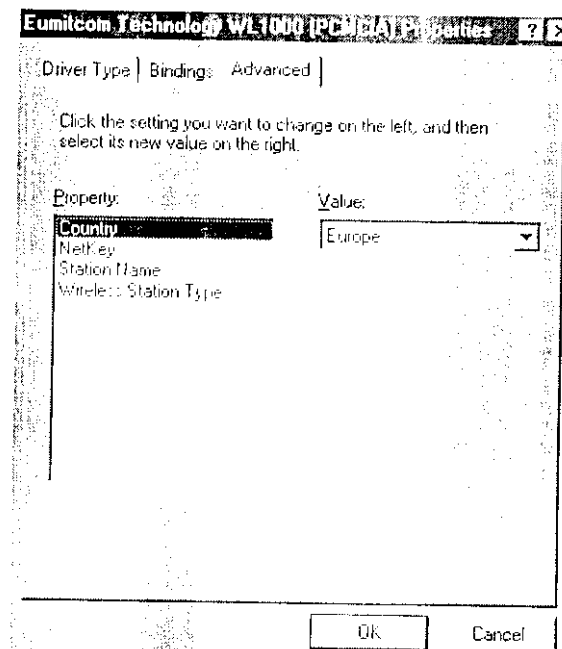 Eumitcom Technology WL1000 (PCMCIA) Properties ? X
Driver Type Bindings Advanced
Click the setting you want to change on the left, and then
select its new value on the right.
Property: Value:
Country Europe
NetKey
Station Name
Wireless Station Type
OK Cancel